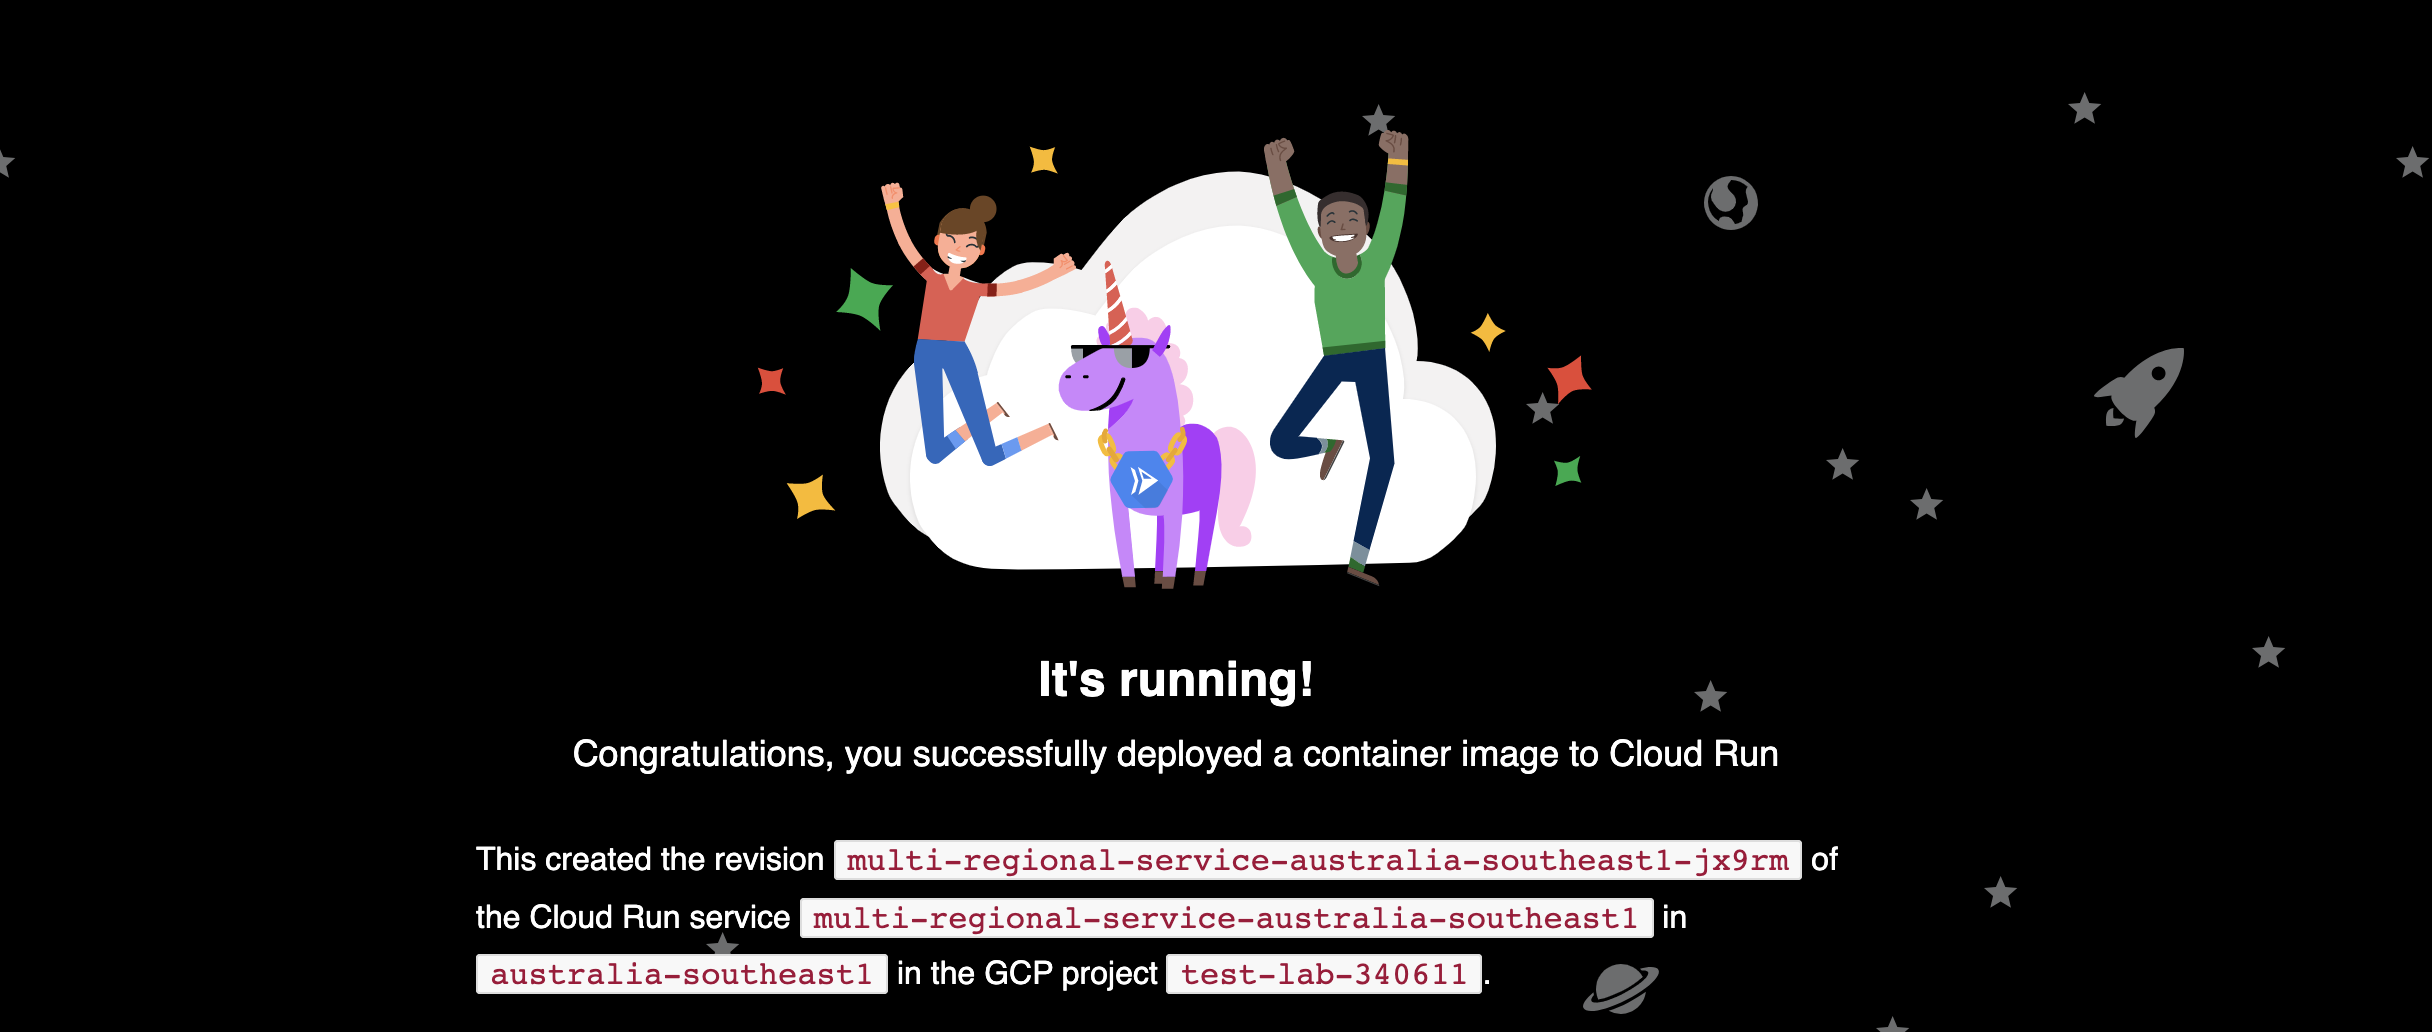 It's running!
Congratulations, you successfully deployed a container image to Cloud Run
This created the revision multi-regional-service-australia-southeast1-jx9rm of
the Cloud Run service multi-regional-service-australia-southeast1 in
australia-southeast1 in the GCP project test-lab-340611.